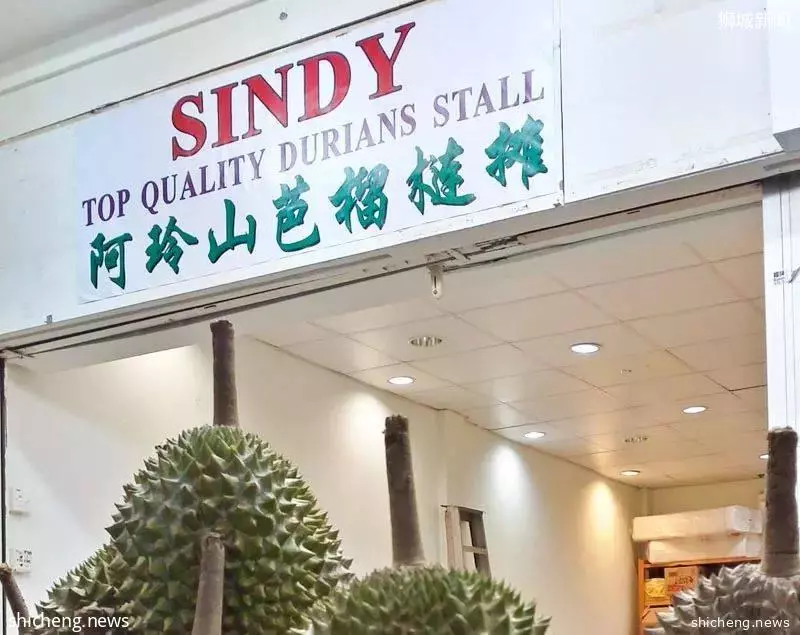 狮城新闻
SINDY
TOP QUALITY DURIANS STALL
阿玲山芭榴梿摊
shicheng.news
shicheng.news